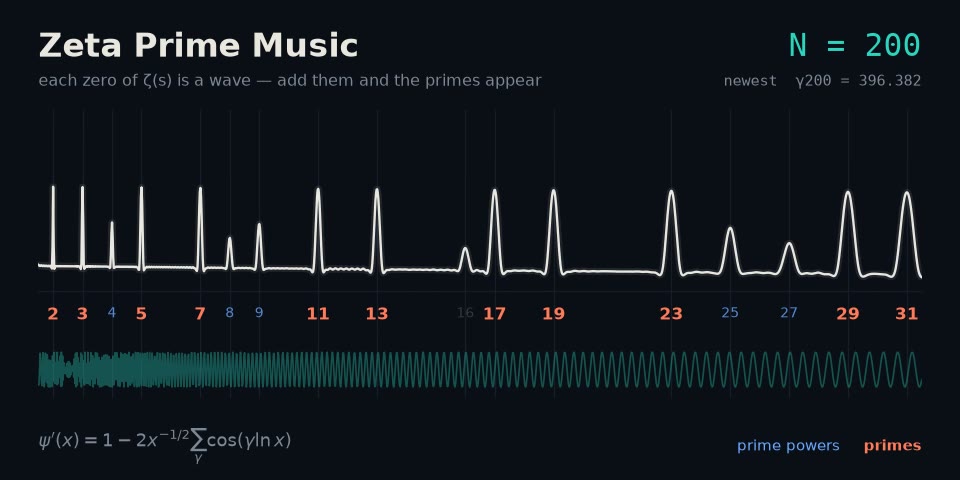 Zeta Prime Music
N = 200
each zero of ζ(s) is a wave — add them and the primes appear
newest γ200 = 396.382
2 3 4 5 7 8 9 11 13 16 17 19 23 25 27 29 31
ψ′(x) = 1 − 2x^{−1/2} ∑_γ cos(γ ln x)
prime powers primes